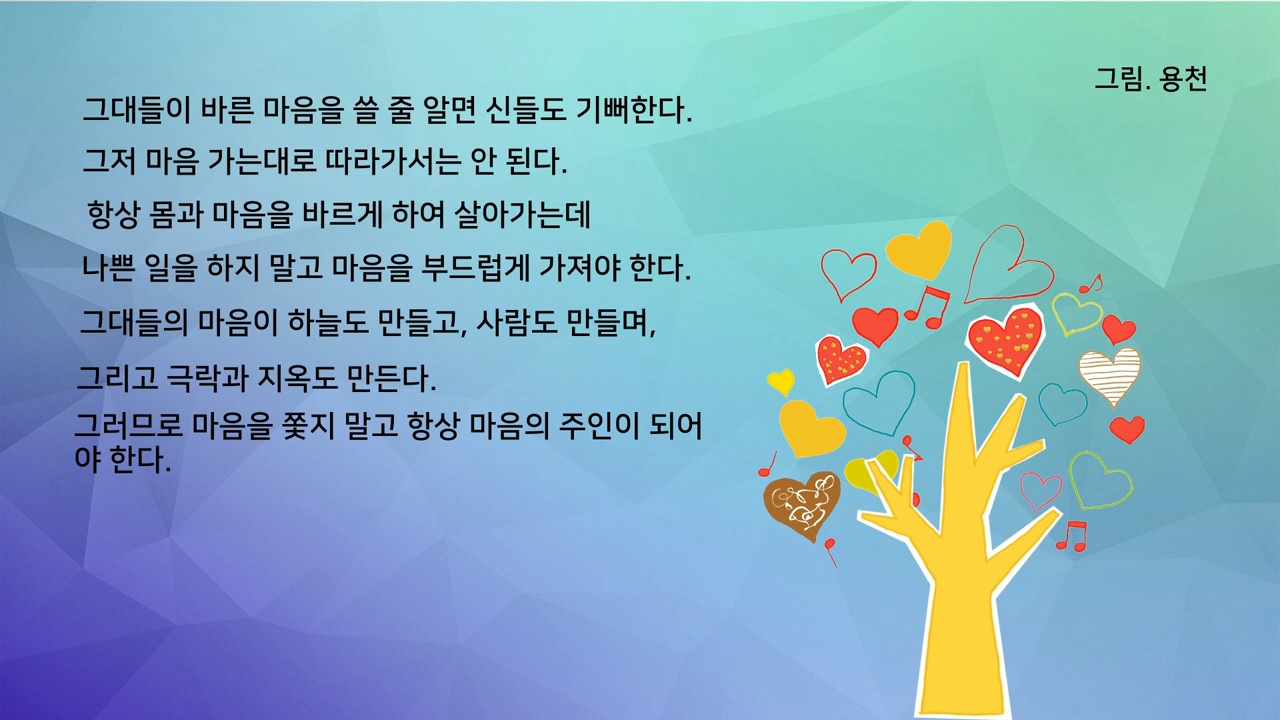 그림. 용천
그대들이 바른 마음을 쓸 줄 알면 신들도 기뻐한다.
그저 마음 가는대로 따라가서는 안 된다.
항상 몸과 마음을 바르게 하여 살아가는데
나쁜 일을 하지 말고 마음을 부드럽게 가져야 한다.
그대들의 마음이 하늘도 만들고, 사람도 만들며,
그리고 극락과 지옥도 만든다.
그러므로 마음을 쫓지 말고 항상 마음의 주인이 되어
야 한다.